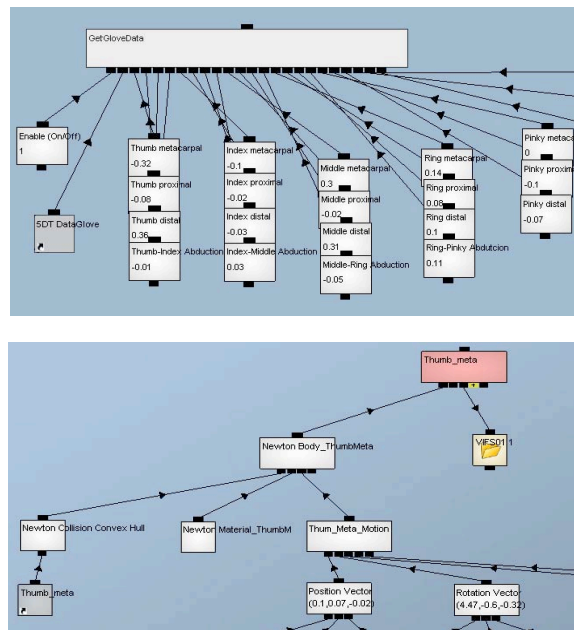 GetGloveData
Enable (On/Off)
1
5DT DataGlove
Thumb metacarpal
-0.32
Thumb proximal
-0.08
Thumb distal
0.36
Thumb-Index Abduction
-0.01
Index metacarpal
-0.1
Index proximal
-0.02
Index distal
-0.03
Index-Middle Abduction
0.03
Middle metacarpal
0.3
Middle proximal
-0.02
Middle distal
0.31
Middle-Ring Abduction
-0.05
Ring metacarpal
0.14
Ring proximal
0.08
Ring distal
0.1
Ring-Pinky Abdutcion
0.11
Pinky metac
0
Pinky proxim
-0.1
Pinky distal
-0.07
Thumb_meta
Newton Body_ThumbMeta
Newton Collision Convex Hull
Newton Material_ThumbM
Thum_Meta_Motion
Thumb_meta
Position Vector
(0.1,0.07,-0.02)
Rotation Vector
(4.47,-0.6,-0.32)